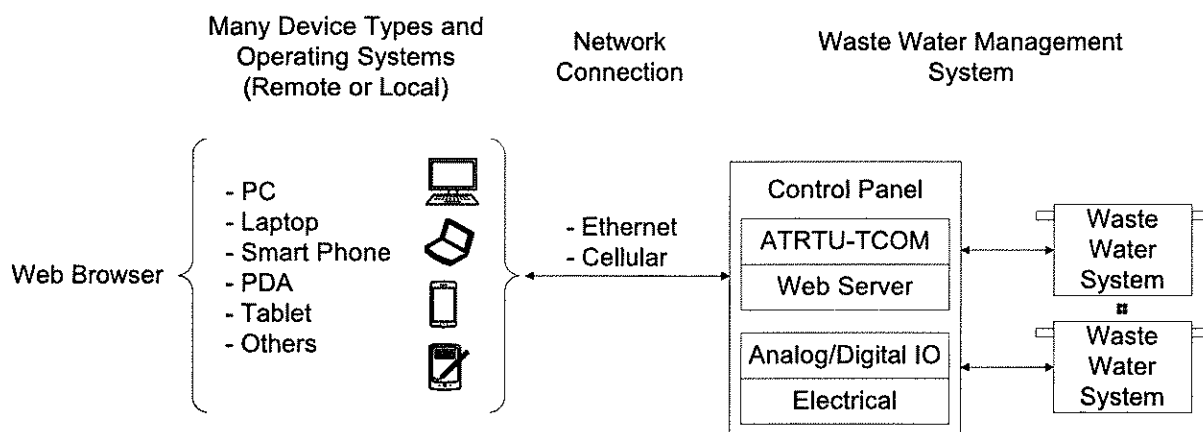 Many Device Types and
Operating Systems
(Remote or Local)
Network
Connection
Waste Water Management
System
Web Browser
- PC
- Laptop
- Smart Phone
- PDA
- Tablet
- Others
- Ethernet
- Cellular
Control Panel
ATRTU-TCOM
Web Server
Analog/Digital IO
Electrical
Waste
Water
System
Waste
Water
System